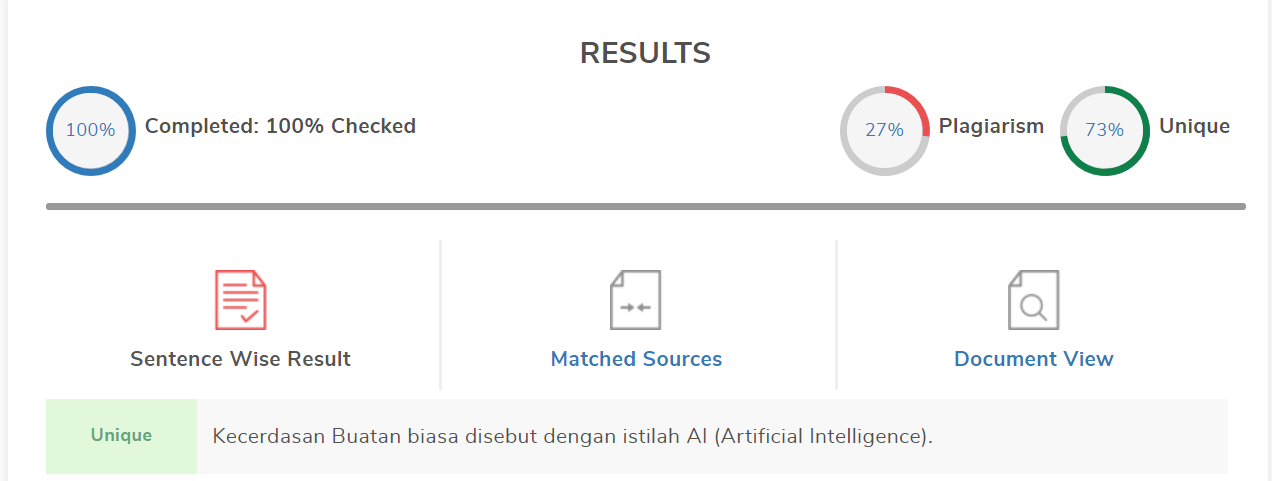 RESULTS
100%
Completed: 100% Checked
27%
Plagiarism
73%
Unique
Sentence Wise Result
Matched Sources
Document View
Unique
Kecerdasan Buatan biasa disebut dengan istilah AI (Artificial Intelligence).